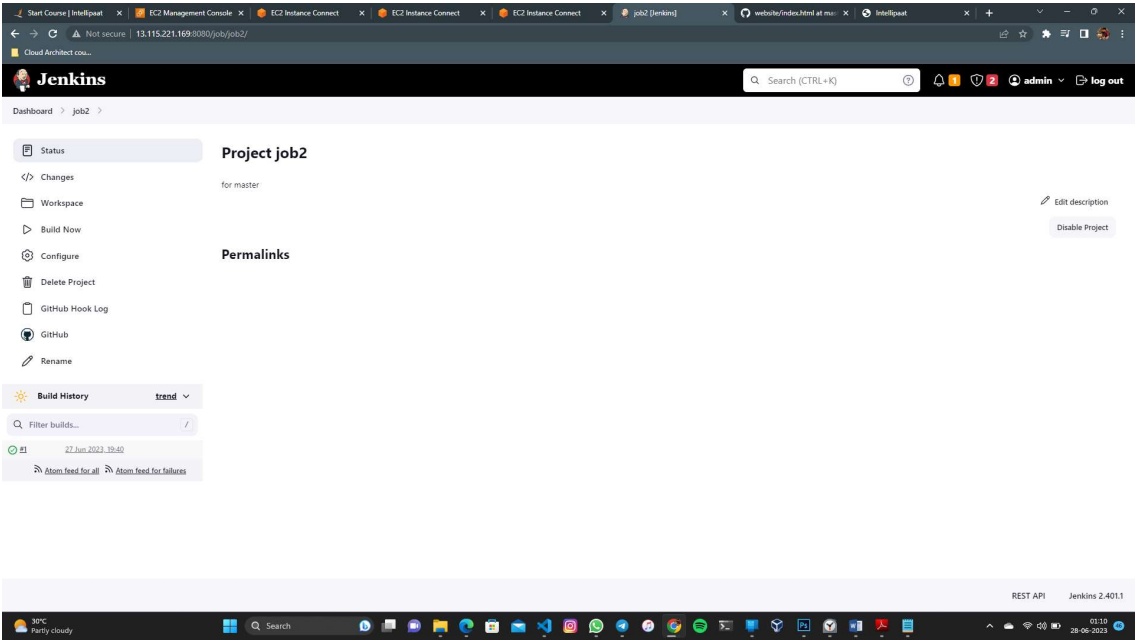 Start Course | Intellipaat
EC2 Management Console
EC2 Instance Connect
EC2 Instance Connect
EC2 Instance Connect
job2 [Jenkins]
website/index.html at mas
Intellipaat
Not secure | 13.115.221.169:8080/job/job2/
Cloud Architect cou...
Jenkins
Search (CTRL+K)
1
2
admin
log out
Dashboard > job2 >
Status
Changes
Workspace
Build Now
Configure
Delete Project
GitHub Hook Log
GitHub
Rename
Project job2
for master
Edit description
Disable Project
Permalinks
Build History trend
Filter builds... /
#1 27 Jun 2023, 19:40
Atom feed for all Atom feed for failures
REST API Jenkins 2.401.1
30°C
Partly cloudy
Search
01:10
28-06-2023